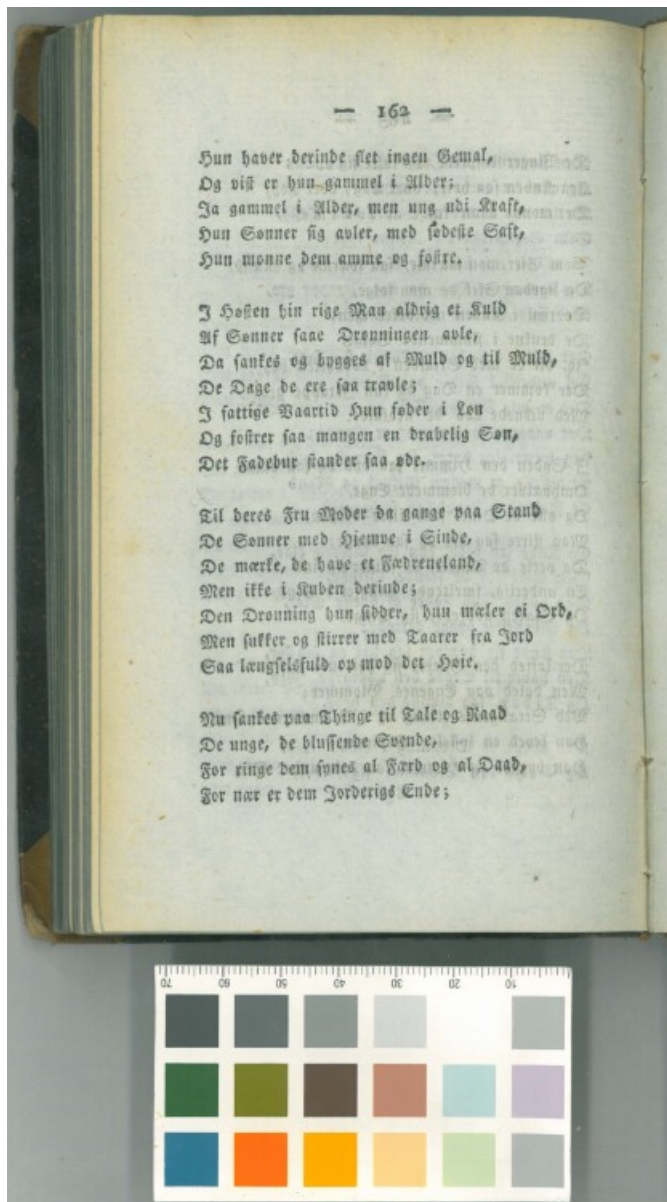 — 162 —
Hun haver derinde slet ingen Gemal,
Og vist er hun gammel i Alder;
Ja gammel i Alder, men ung udi Kraft,
Hun Sønner sig avler, med sødeste Saft,
Hun monne dem amme og fostre.
I Høsten hin rige Man aldrig et Kuld
Af Sønner saae Dronningen avle,
Da sankes og bygges af Muld og til Muld,
De Dage de ere saa travle;
I fattige Vaartid Hun føder i Løn
Og fostrer saa mangen en drabelig Søn,
Det Fadebur stander saa øde.
Til deres Fru Moder da gange paa Stand
De Sønner med Hjemve i Sinde,
De mærke, de have et Fædreneland,
Men ikke i Kuben derinde;
Den Dronning hun sidder, hun mæler ei Ord,
Men sukker og stirrer med Taarer fra Jord
Saa længselsfuld op mod det Høie.
Nu sankes paa Thinge til Tale og Raad
De unge, de blussende Svende,
For ringe dem synes al Færd og al Daad,
For nær er dem Jorderigs Ende;
70 60 50 40 30 20 10